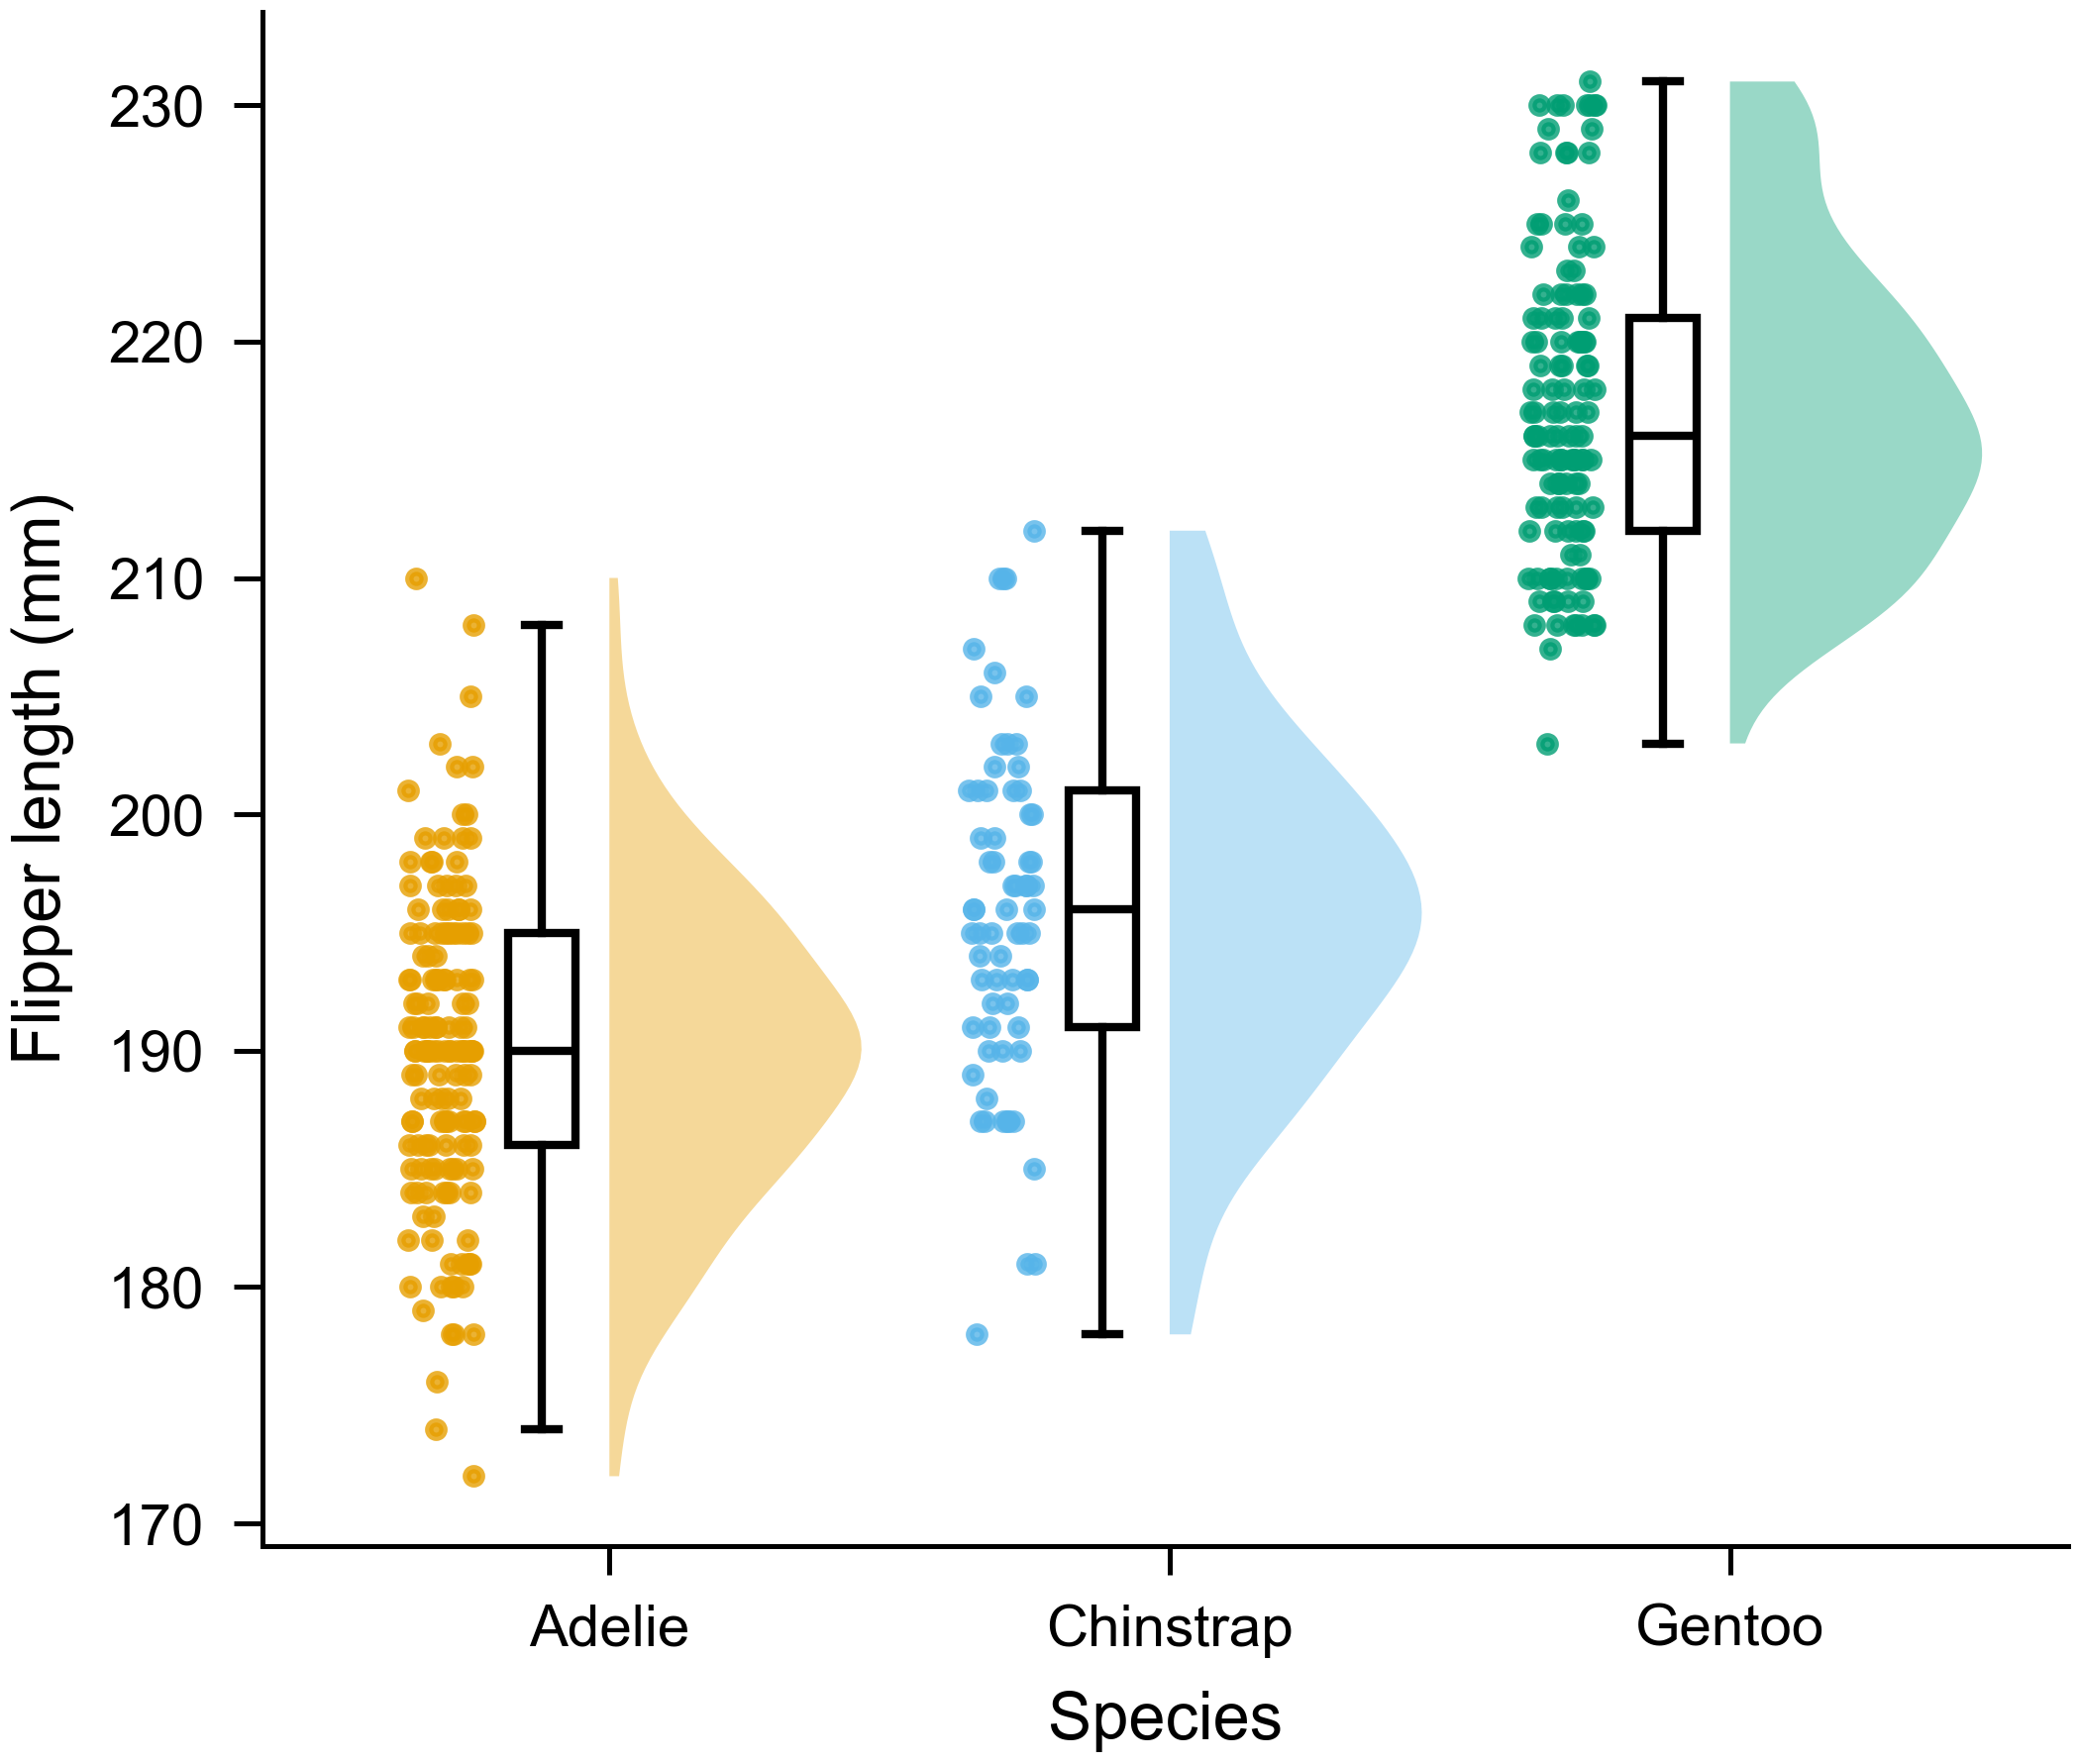 Flipper length (mm)
230
220
210
200
190
180
170
Adelie
Chinstrap
Gentoo
Species